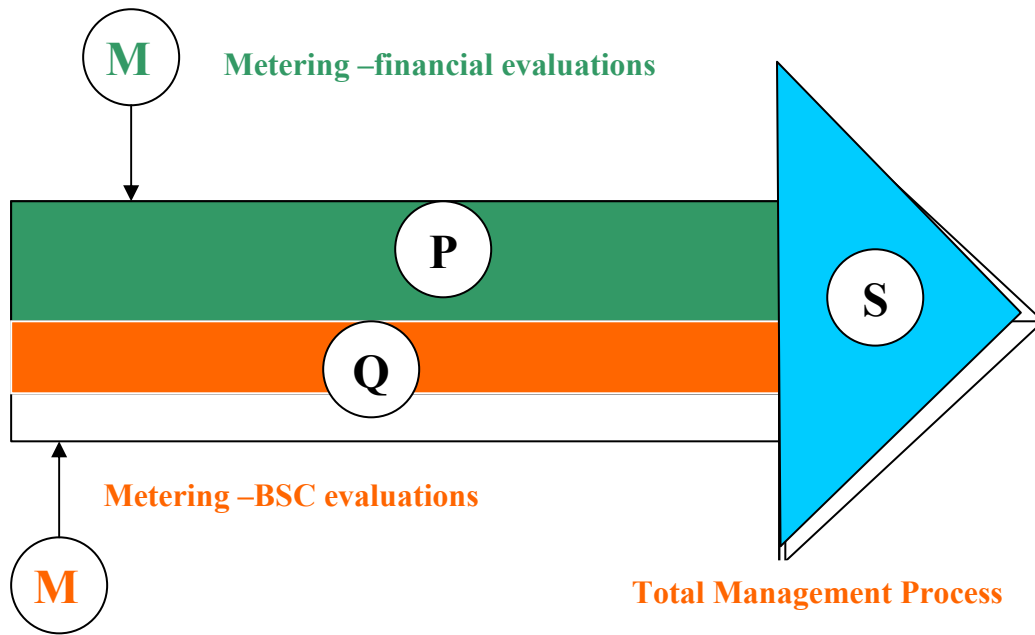 M
Metering –financial evaluations
P
S
Q
Metering –BSC evaluations
M
Total Management Process